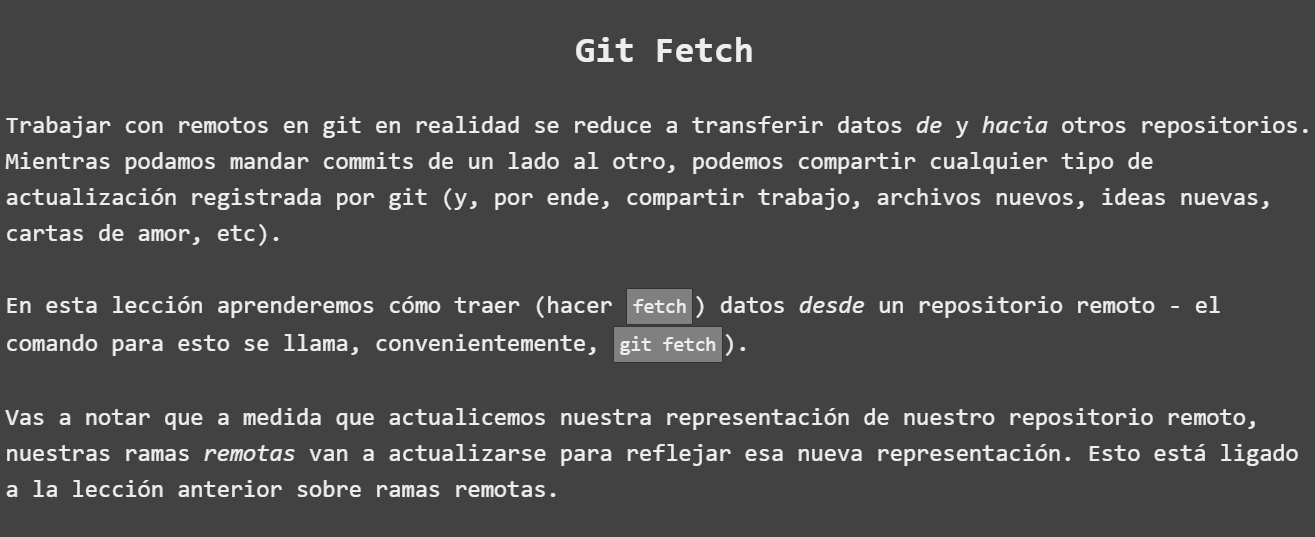 Git Fetch
Trabajar con remotos en git en realidad se reduce a transferir datos de y hacia otros repositorios.
Mientras podamos mandar commits de un lado al otro, podemos compartir cualquier tipo de
actualización registrada por git (y, por ende, compartir trabajo, archivos nuevos, ideas nuevas,
cartas de amor, etc).
En esta lección aprenderemos cómo traer (hacer fetch) datos desde un repositorio remoto - el
comando para esto se llama, convenientemente, git fetch).
Vas a notar que a medida que actualicemos nuestra representación de nuestro repositorio remoto,
nuestras ramas remotas van a actualizarse para reflejar esa nueva representación. Esto está ligado
a la lección anterior sobre ramas remotas.